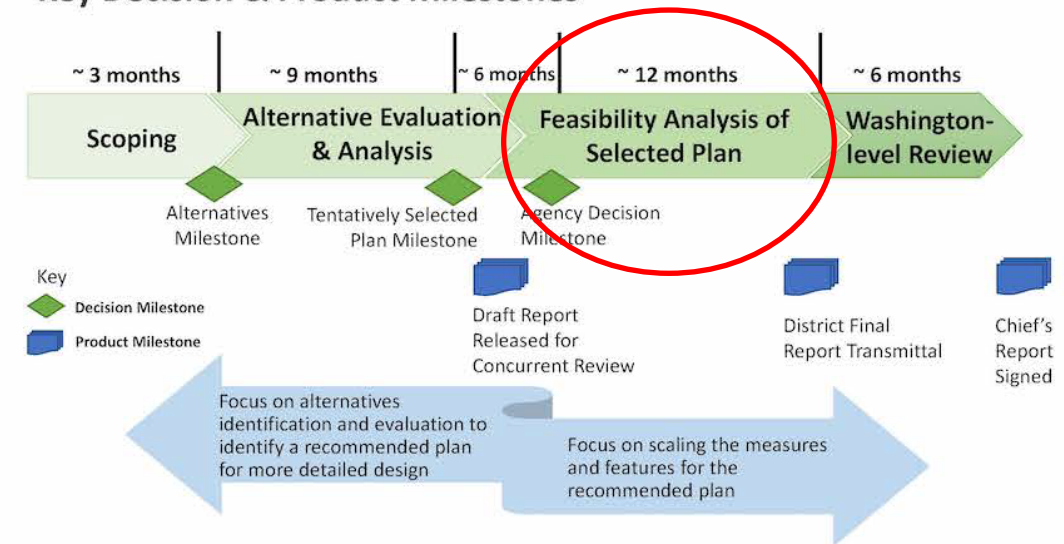 ~ 3 months
~ 9 months
~ 6 months
~ 12 months
~ 6 months
Scoping
Alternative Evaluation
& Analysis
Feasibility Analysis of
Selected Plan
Washington-
level Review
Alternatives
Milestone
Tentatively Selected
Plan Milestone
Agency Decision
Milestone
Key
Decision Milestone
Product Milestone
Draft Report
Released for
Concurrent Review
District Final
Report Transmittal
Chief's
Report
Signed
Focus on alternatives
identification and evaluation to
identify a recommended plan
for more detailed design
Focus on scaling the measures
and features for the
recommended plan